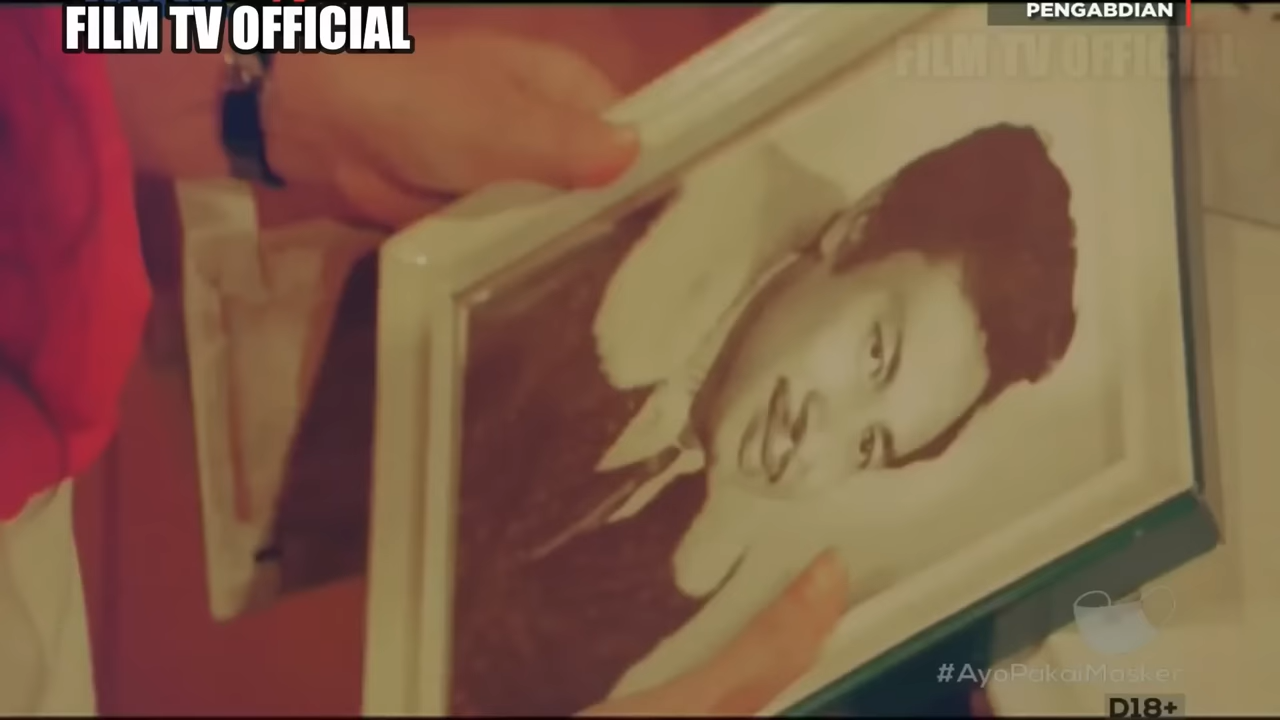 FILM TV OFFICIAL
PENGABDIAN
FILM TV OFFICIAL
#AyoPakaiMasker
D18+